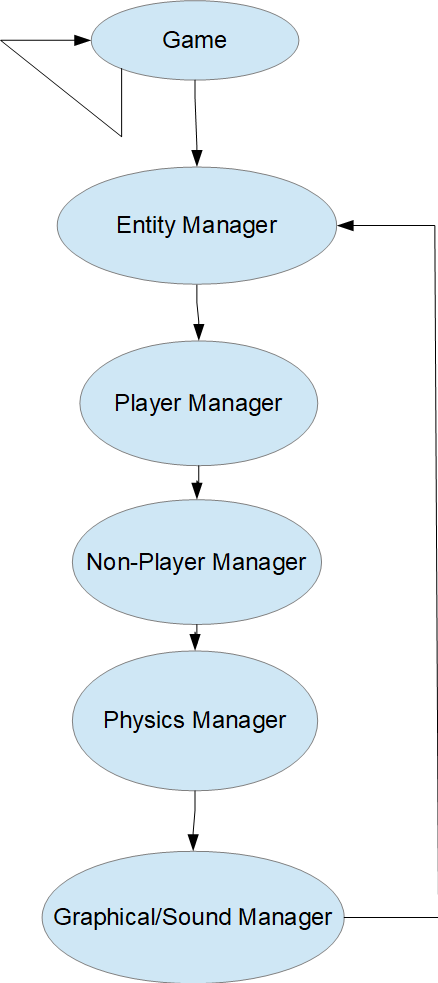 Game
Entity Manager
Player Manager
Non-Player Manager
Physics Manager
Graphical/Sound Manager